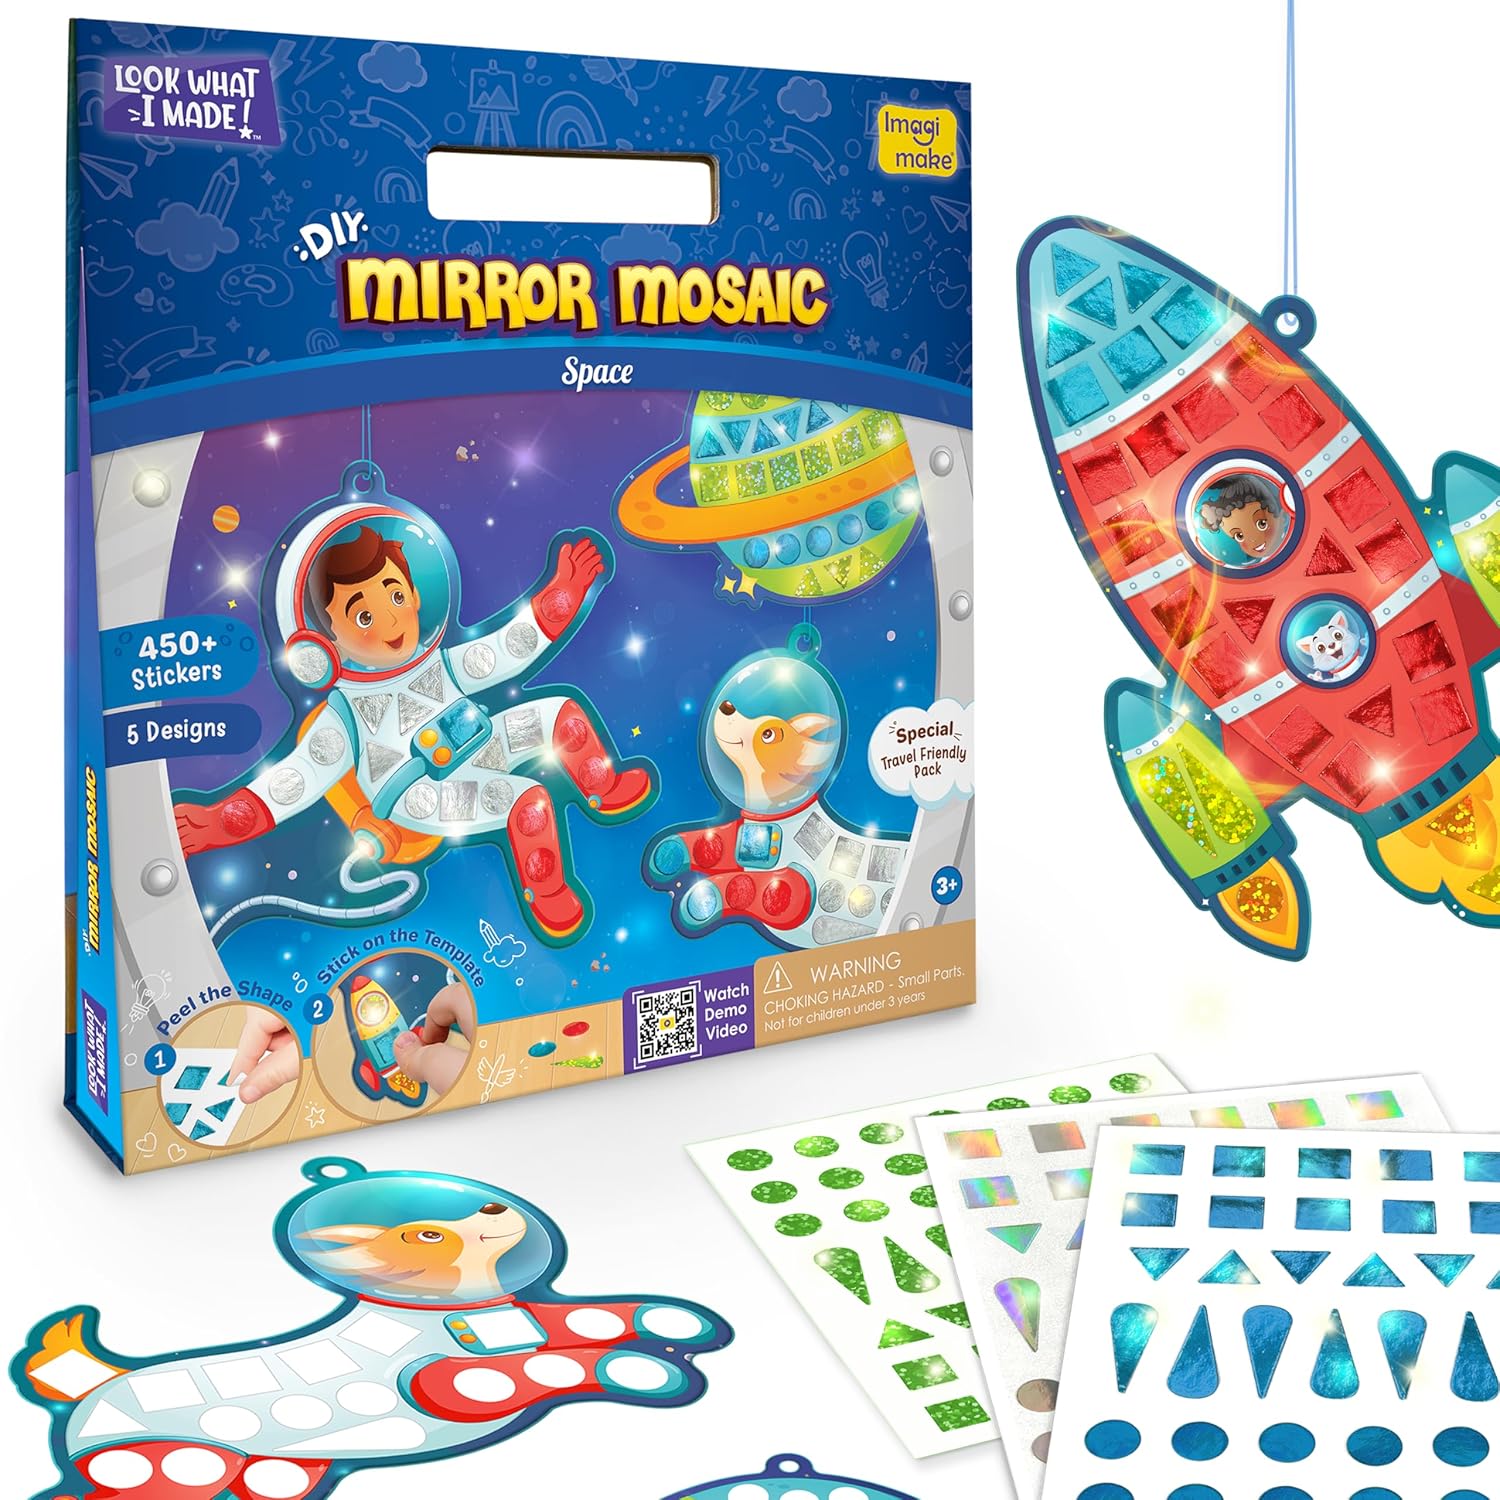 LOOK WHAT
I MADE!™
Imagi
make®
DIY
MIRROR MOSAIC
Space
450+
Stickers
5 Designs
Special
Travel Friendly
Pack
3+
1
Peel the Shape
2
Stick on the Template
Watch
Demo
Video
WARNING
CHOKING HAZARD - Small Parts.
Not for children under 3 years
DIY
MIRROR MOSAIC
LOOK WHAT
I MADE!